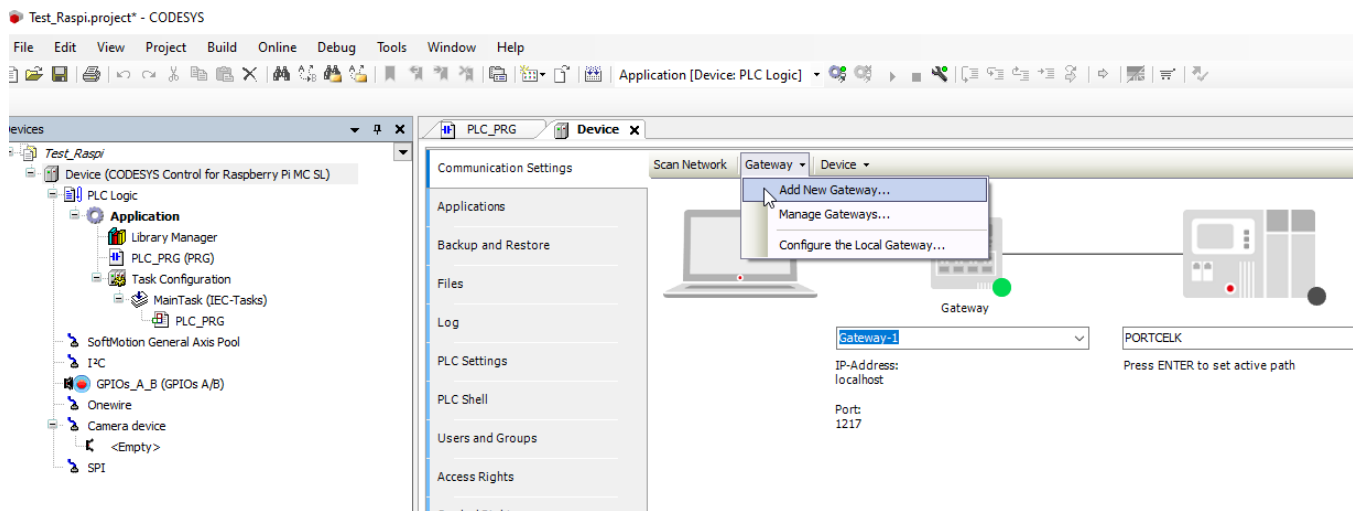 Test_Raspi.project* - CODESYS
File Edit View Project Build Online Debug Tools Window Help
Application [Device: PLC Logic]
evices
PLC_PRG
Device
Test_Raspi
Device (CODESYS Control for Raspberry Pi MC SL)
PLC Logic
Application
Library Manager
PLC_PRG (PRG)
Task Configuration
MainTask (IEC-Tasks)
PLC_PRG
SoftMotion General Axis Pool
I²C
GPIOs_A_B (GPIOs A/B)
Onewire
Camera device
<Empty>
SPI
Communication Settings
Applications
Backup and Restore
Files
Log
PLC Settings
PLC Shell
Users and Groups
Access Rights
Scan Network Gateway Device
Add New Gateway...
Manage Gateways...
Configure the Local Gateway...
Gateway
Gateway-1
IP-Address:
localhost
Port:
1217
PORTCELK
Press ENTER to set active path